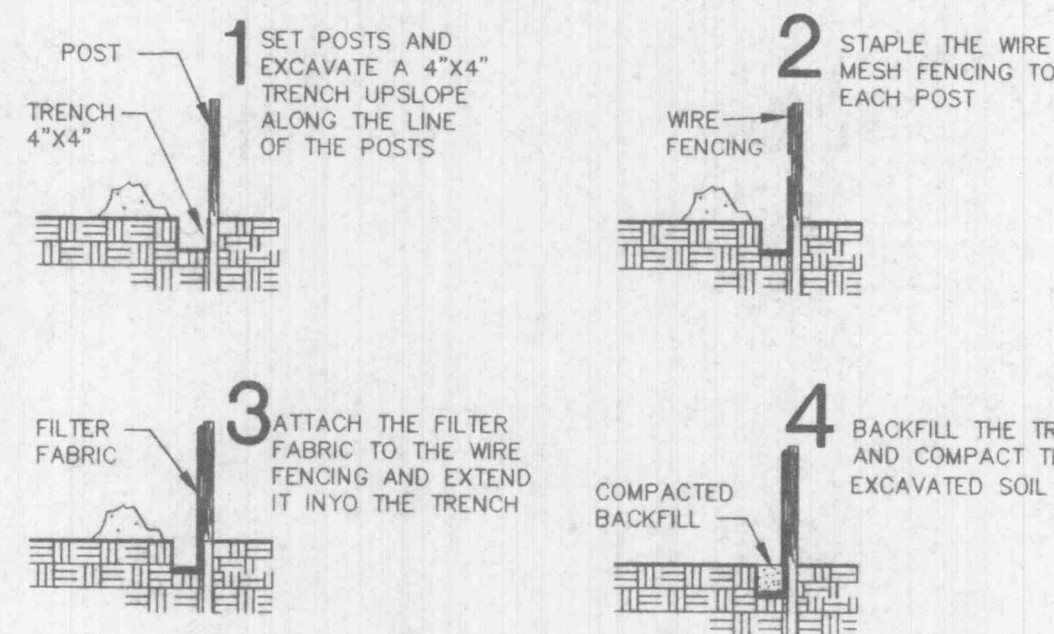 1
SET POSTS AND
EXCAVATE A 4"X4"
TRENCH UPSLOPE
ALONG THE LINE
OF THE POSTS
POST
TRENCH
4"X4"
2
STAPLE THE WIRE
MESH FENCING TO
EACH POST
WIRE
FENCING
3
ATTACH THE FILTER
FABRIC TO THE WIRE
FENCING AND EXTEND
IT INYO THE TRENCH
FILTER
FABRIC
4
BACKFILL THE
AND COMPACT
EXCAVATED SOIL
COMPACTED
BACKFILL